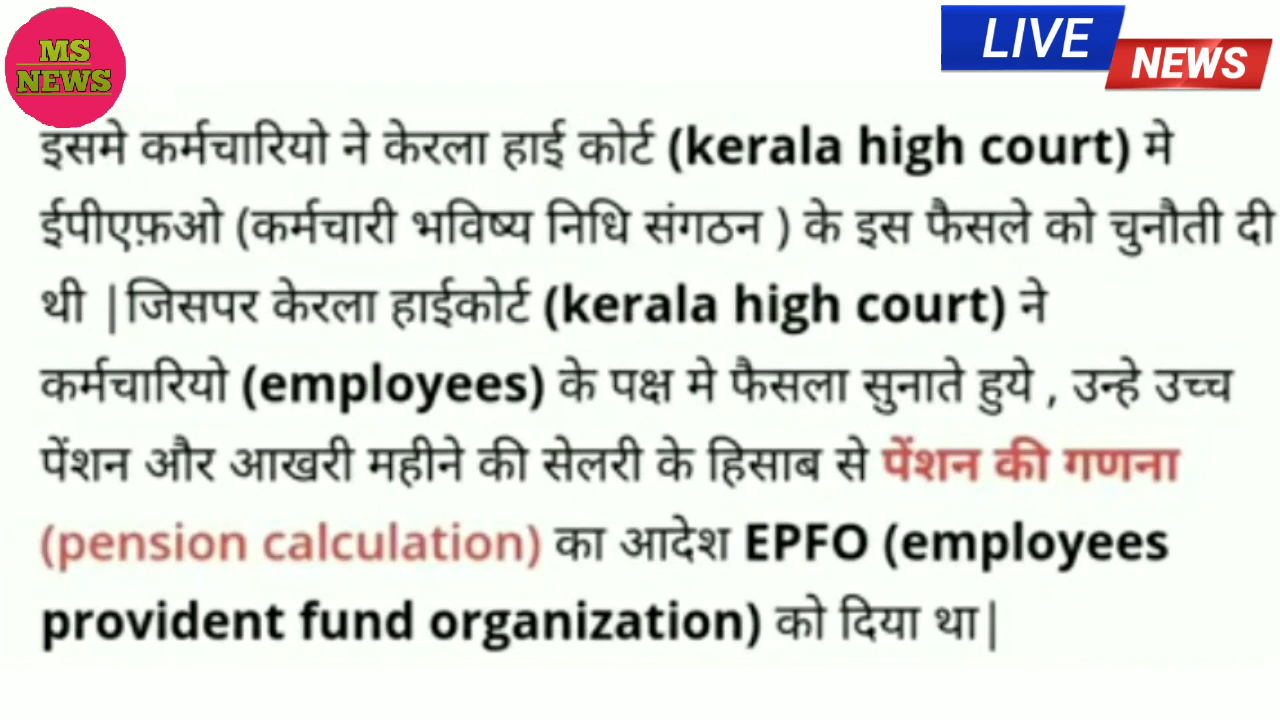 MS
NEWS
LIVE
NEWS
इसमे कर्मचारियो ने केरला हाई कोर्ट (kerala high court) मे
ईपीएफ़ओ (कर्मचारी भविष्य निधि संगठन ) के इस फैसले को चुनौती दी
थी |जिसपर केरला हाईकोर्ट (kerala high court) ने
कर्मचारियो (employees) के पक्ष मे फैसला सुनाते हुये , उन्हे उच्च
पेंशन और आखरी महीने की सेलरी के हिसाब से पेंशन की गणना
(pension calculation) का आदेश EPFO (employees
provident fund organization) को दिया था|